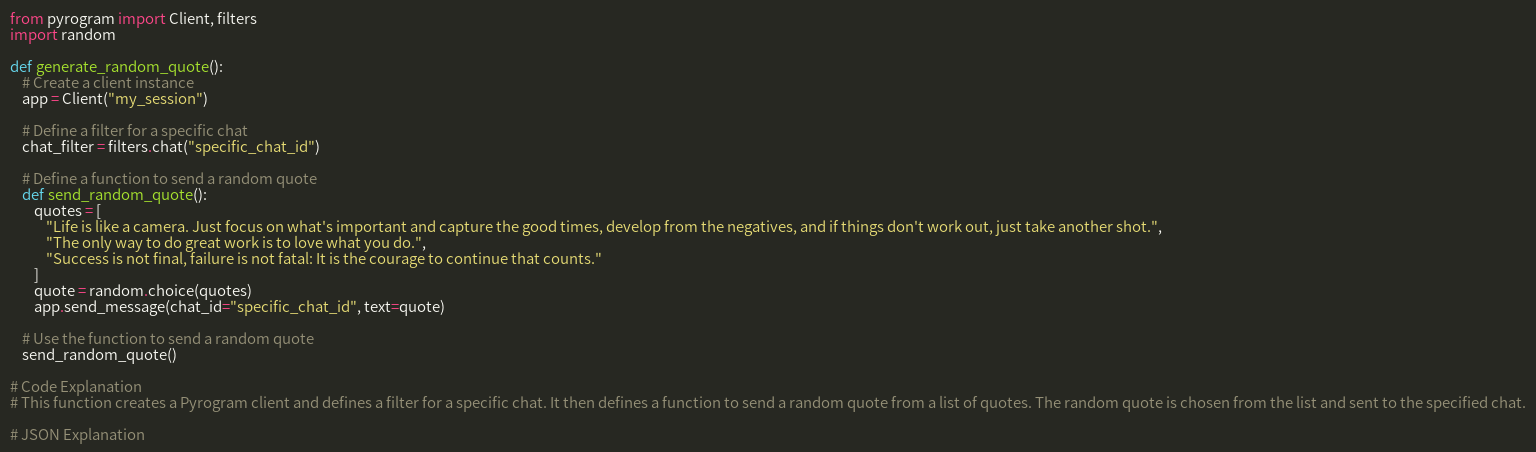 from pyrogram import Client, filters
import random
def generate_random_quote():
# Create a client instance
app = Client("my_session")
# Define a filter for a specific chat
chat_filter = filters.chat("specific_chat_id")
# Define a function to send a random quote
def send_random_quote():
quotes = [
"Life is like a camera. Just focus on what's important and capture the good times, develop from the negatives, and if things don't work out, just take another shot.",
"The only way to do great work is to love what you do.",
"Success is not final, failure is not fatal: It is the courage to continue that counts."
]
quote = random.choice(quotes)
app.send_message(chat_id="specific_chat_id", text=quote)
# Use the function to send a random quote
send_random_quote()
# Code Explanation
# This function creates a Pyrogram client and defines a filter for a specific chat. It then defines a function to send a random quote from a list of quotes. The random quote is chosen from the list and sent to the specified chat.
# JSON Explanation